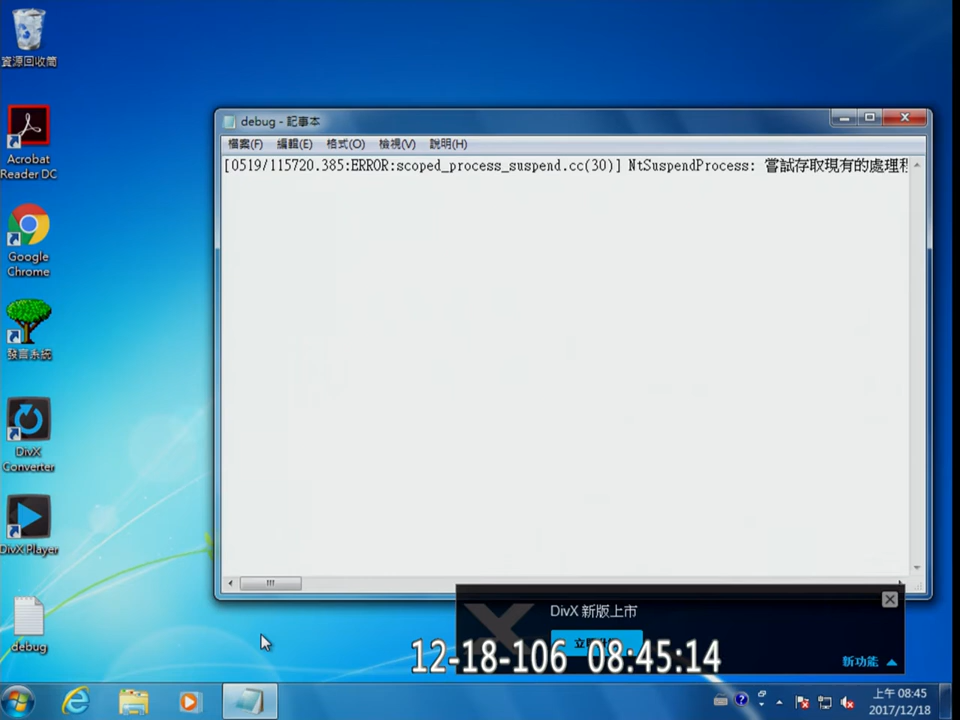 資源回收筒
Acrobat
Reader DC
Google
Chrome
發言系統
DivX
Converter
DivX Player
debug
debug - 記事本
檔案(F) 編輯(E) 格式(O) 檢視(V) 說明(H)
[0519/115720.385:ERROR:scoped_process_suspend.cc(30)] NtSuspendProcess: 嘗試存取現有的處理程
DivX 新版上市
立即
12-18-106 08:45:14
新功能
上午 08:45
2017/12/18